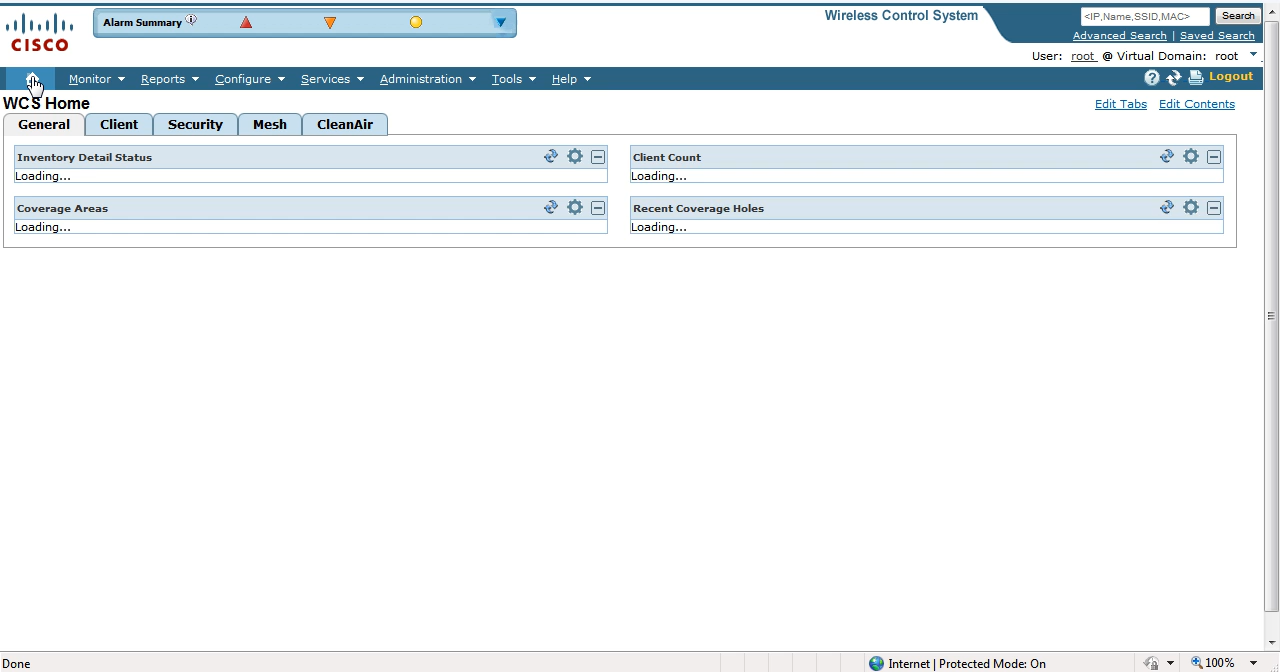 CISCO
Alarm Summary
Wireless Control System
<IP,Name,SSID,MAC> Search
Advanced Search | Saved Search
User: root @ Virtual Domain: root
Monitor Reports Configure Services Administration Tools Help
Logout
WCS Home
Edit Tabs Edit Contents
General Client Security Mesh CleanAir
Inventory Detail Status
Loading...
Client Count
Loading...
Coverage Areas
Loading...
Recent Coverage Holes
Loading...
Done
Internet | Protected Mode: On
100%